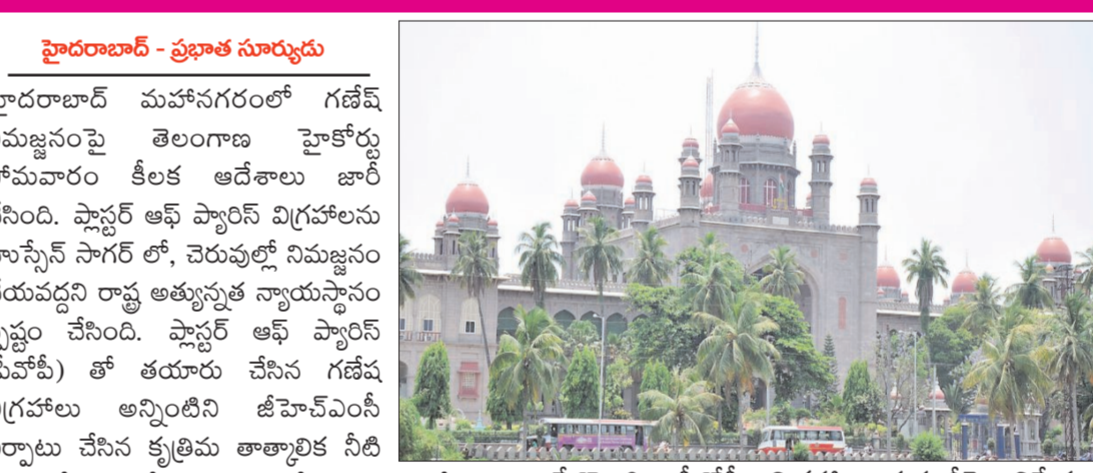 హైదరాబాద్ - ప్రభాత సూర్యుడు
మహానగరంలో గణేష్
తెలంగాణ హైకోర్టు
కీలక ఆదేశాలు జారీ
ప్లాస్టర్ ఆఫ్ ప్యారిస్ విగ్రహాలను
సాగర్ లో, చెరువుల్లో నిమజ్జనం
రాష్ట్ర అత్యున్నత న్యాయస్థానం
చేసింది. ప్లాస్టర్ ఆఫ్ ప్యారిస్
తో తయారు చేసిన గణేష
అన్నింటిని జీహెచ్ఎంసీ
చేసిన కృత్రిమ తాత్కాలిక నీటి